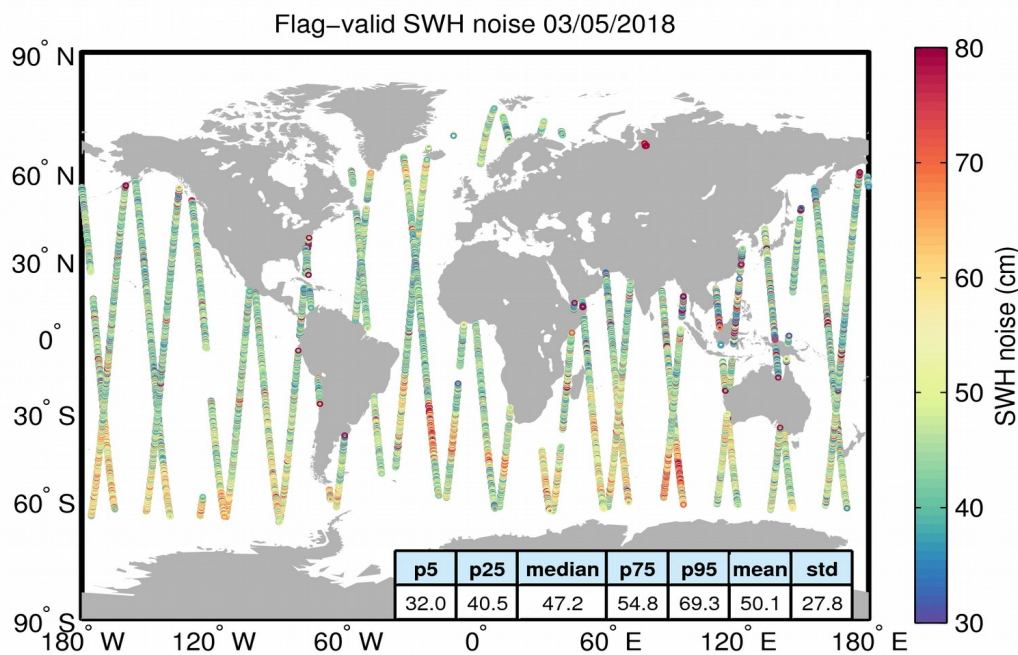 Flag−valid SWH noise 03/05/2018
90° N
60° N
30° N
0°
30° S
60° S
90° S
180° W
120° W
60° W
0°
60° E
120° E
180° E
p5 p25 median p75 p95 mean std
32.0 40.5 47.2 54.8 69.3 50.1 27.8
80
70
60
50
40
30
SWH noise (cm)